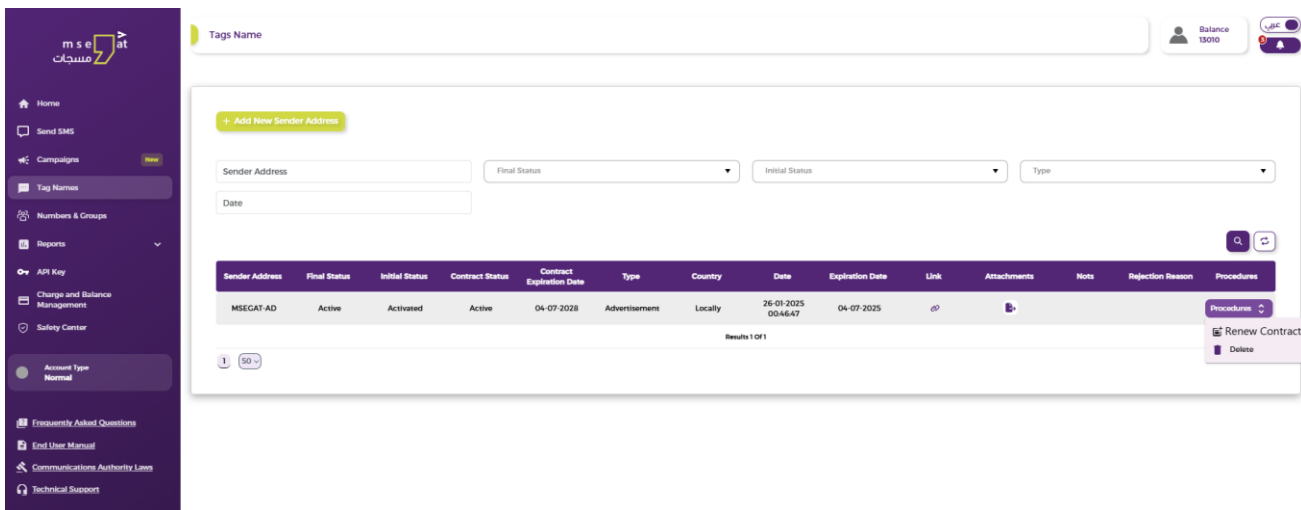 mse at
مسجات
Home
Send SMS
Campaigns New
Tag Names
Numbers & Groups
Reports
API Key
Charge and Balance
Management
Safety Center
Account Type
Normal
Frequently Asked Questions
End User Manual
Communications Authority Laws
Technical Support
Tags Name
Balance
13010
عربي
3
+ Add New Sender Address
Sender Address Final Status Initial Status Type
Date
Sender Address Final Status Initial Status Contract Status Contract Expiration Date Type Country Date Expiration Date Link Attachments Nots Rejection Reason Procedures
MSEGAT-AD Active Activated Active 04-07-2028 Advertisement Locally 26-01-2025 00:46:47 04-07-2025 Procedures
Results 1 Of 1
Renew Contract
Delete
1 50